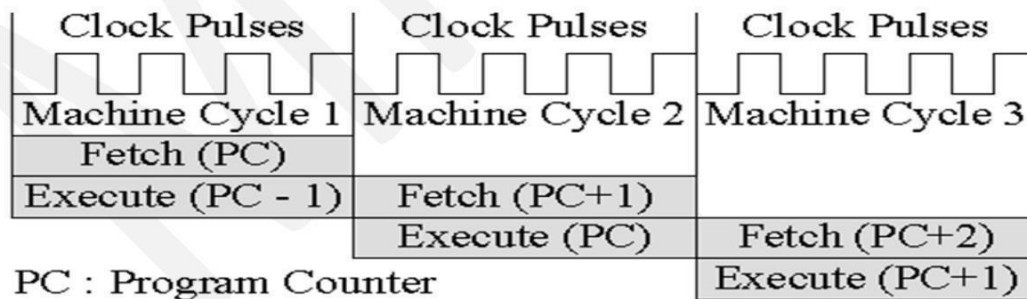 Clock Pulses Clock Pulses Clock Pulses
Machine Cycle 1 Machine Cycle 2 Machine Cycle 3
Fetch (PC)
Execute (PC - 1) Fetch (PC+1)
Execute (PC) Fetch (PC+2)
PC : Program Counter Execute (PC+1)